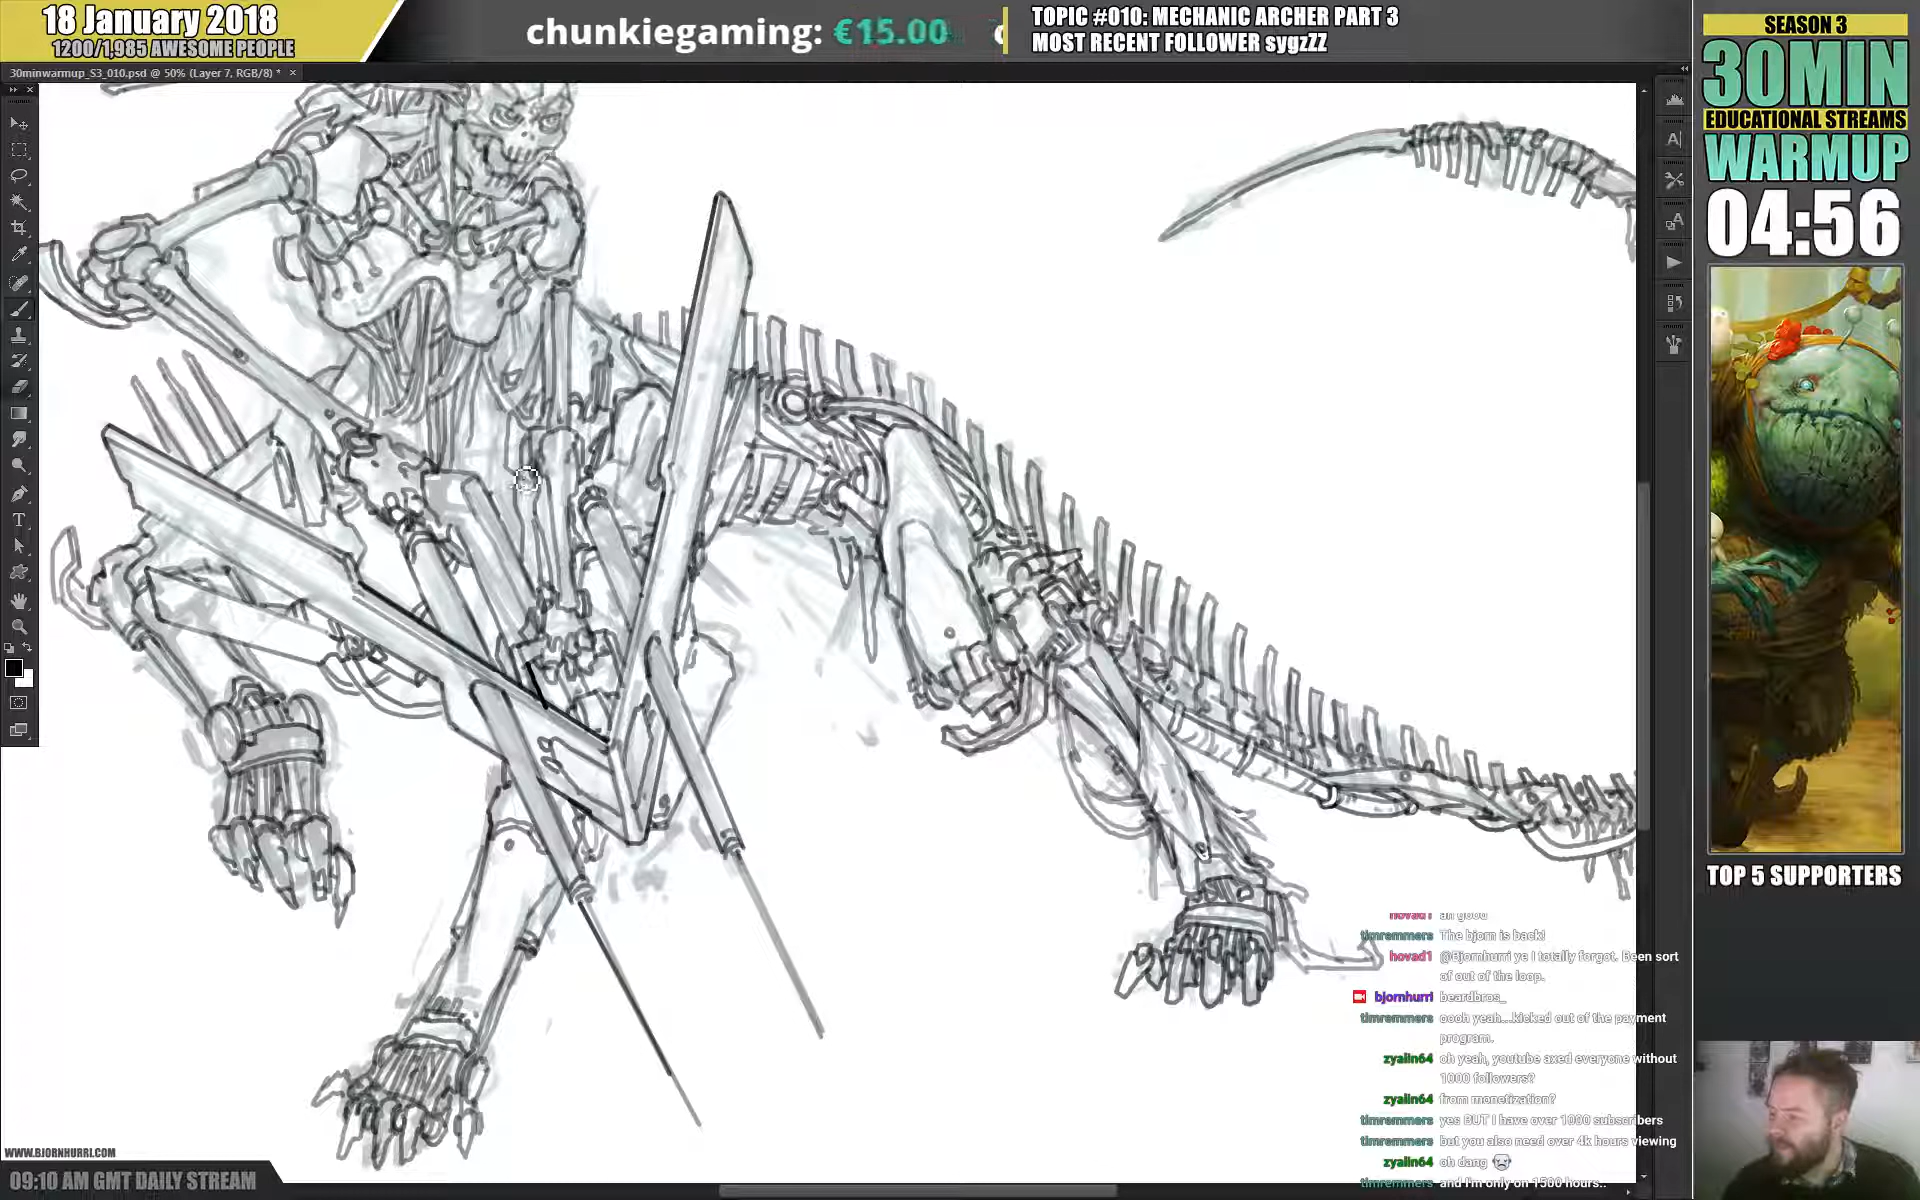 18 January 2018
1200/1,985 AWESOME PEOPLE
chunkiegaming: €15.00
TOPIC #010: MECHANIC ARCHER PART 3
MOST RECENT FOLLOWER sygzZZ
SEASON 3
30MIN
EDUCATIONAL STREAMS
WARMUP
04:56
30minwarmup_S3_010.psd @ 50% (Layer 7, RGB/8) *
TOP 5 SUPPORTERS
hovad1 ah good
timremmers The bjorn is back!
hovad1 @Bjornhurri ye I totally forgot. Been sort
of out of the loop.
bjornhurri beardbros_
timremmers oooh yeah...kicked out of the payment
program.
zyalin64 oh yeah, youtube axed everyone without
1000 followers?
zyalin64 from monetization?
timremmers yes BUT I have over 1000 subscribers
timremmers but you also need over 4k hours viewing
zyalin64 oh dang
timremmers and I'm only on 1500 hours..
WWW.BJORNHURRI.COM
09:10 AM GMT DAILY STREAM